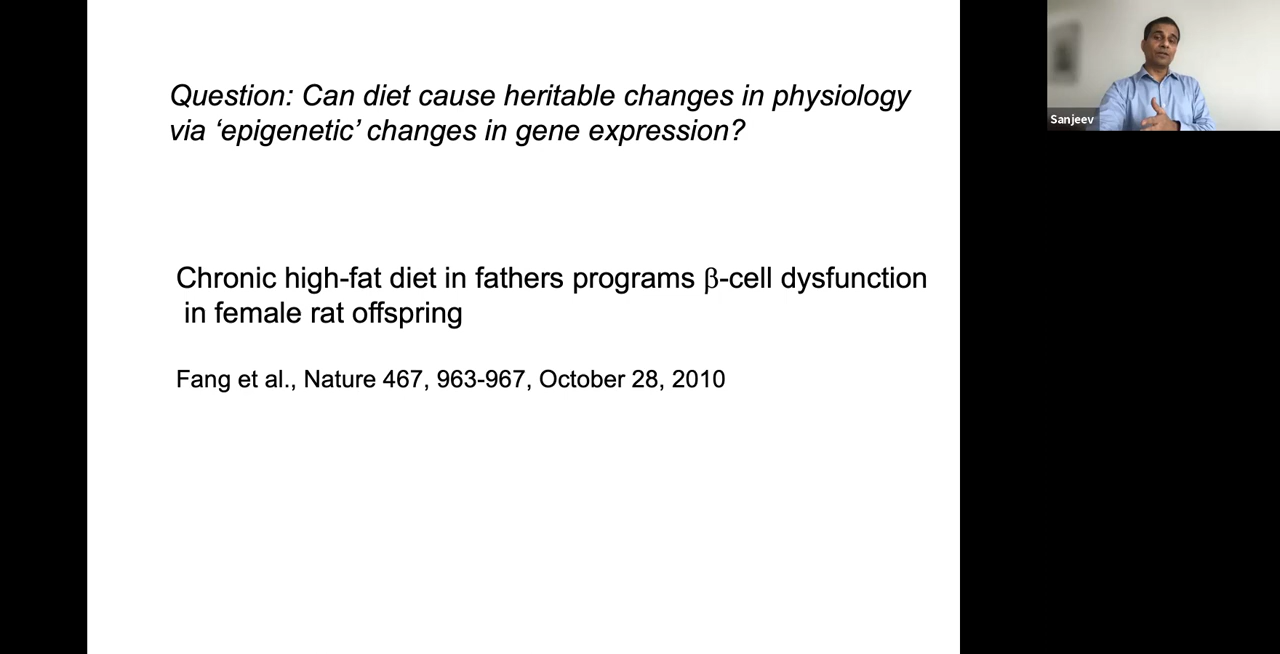 Question: Can diet cause heritable changes in physiology
via ‘epigenetic’ changes in gene expression?
Chronic high-fat diet in fathers programs β-cell dysfunction
in female rat offspring
Fang et al., Nature 467, 963-967, October 28, 2010
Sanjeev